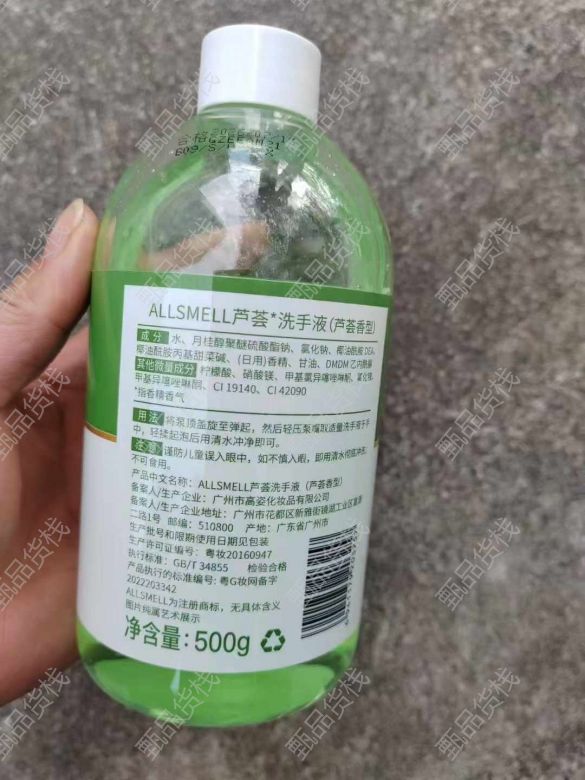 ALLSMELL芦荟*洗手液(芦荟香型)
成分 水、月桂醇聚醚硫酸酯钠、氯化钠、椰油酰胺 DEA、
椰油酰胺丙基甜菜碱、(日用)香精、甘油、DMDM 乙内酰脲
其他微量成分 柠檬酸、硝酸镁、甲基氯异噻唑啉酮、氯化镁、
甲基异噻唑啉酮、CI 19140、CI 42090
*指香精香气
用法 将泵顶盖旋至弹起，然后轻压泵嘴取适量洗手液于手
中，轻揉起泡后用清水冲净即可。
注意 谨防儿童误入眼中，如不慎入眼，即用清水彻底冲洗，
不可食用。
产品中文名称：ALLSMELL芦荟洗手液（芦荟香型）
备案人/生产企业：广州市高姿化妆品有限公司
备案人/生产企业地址：广州市花都区新雅街镜湖工业区
二路1号 邮编：510800 产地：广东省广州市
生产批号和限期使用日期见包装
生产许可证编号：粤妆20160947
执行标准：GB/T 34855 检验合格
产品执行的标准编号: 粤G妆网备字
2022203342
ALLSMELL为注册商标，无具体含义
图片纯属艺术展示
净含量: 500g
甄品货栈